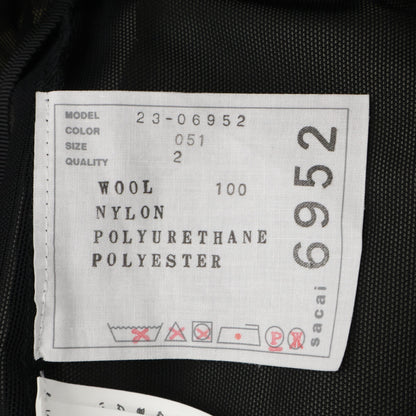 MODEL 23-06952
COLOR 051
SIZE 2
QUALITY
WOOL 100
NYLON
POLYURETHANE
POLYESTER
P
sacai 6952